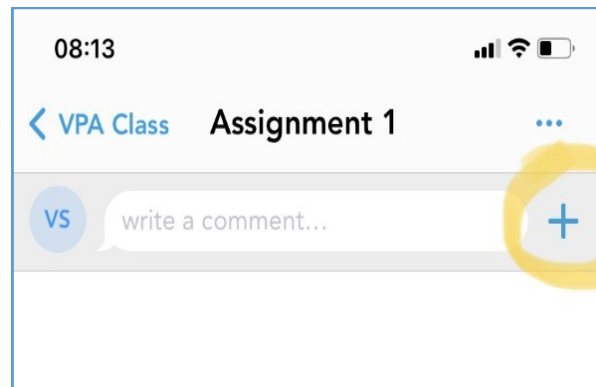 08:13
VPA Class Assignment 1 ...
VS write a comment... +